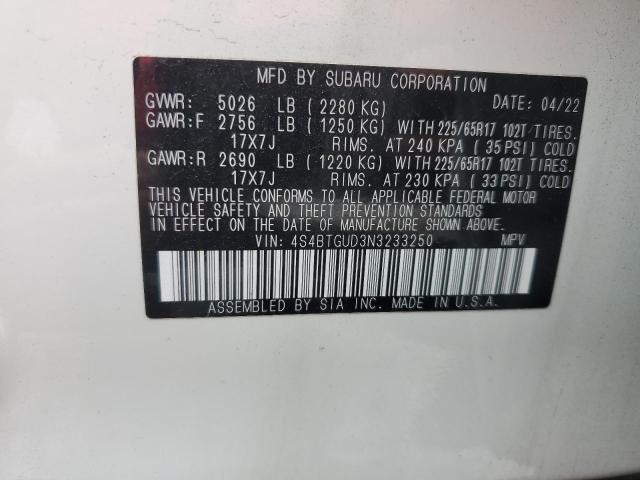 MFD BY SUBARU CORPORATION
GVWR: 5026 LB (2280 KG) DATE: 04/22
GAWR:F 2756 LB (1250 KG) WITH 225/65R17 102T TIRES.
17X7J RIMS. AT 240 KPA (35 PSI) COLD
GAWR:R 2690 LB (1220 KG) WITH 225/65R17 102T TIRES.
17X7J RIMS. AT 230 KPA (33 PSI) COLD
THIS VEHICLE CONFORMS TO ALL APPLICABLE FEDERAL MOTOR
VEHICLE SAFETY AND THEFT PREVENTION STANDARDS
IN EFFECT ON THE DATE OF MANUFACTURE SHOWN ABOVE.
VIN: 4S4BTGUD3N3233250 MPV
ASSEMBLED BY SIA INC. MADE IN U.S.A.